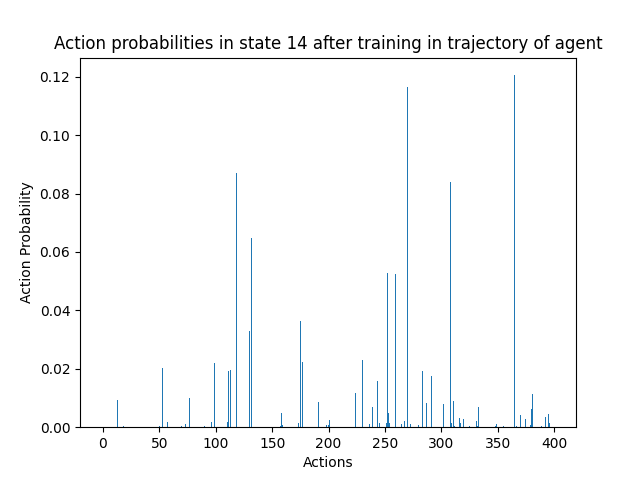 Action probabilities in state 14 after training in trajectory of agent
0.12
0.10
0.08
0.06
0.04
0.02
0.00
Action Probability
0 50 100 150 200 250 300 350 400
Actions